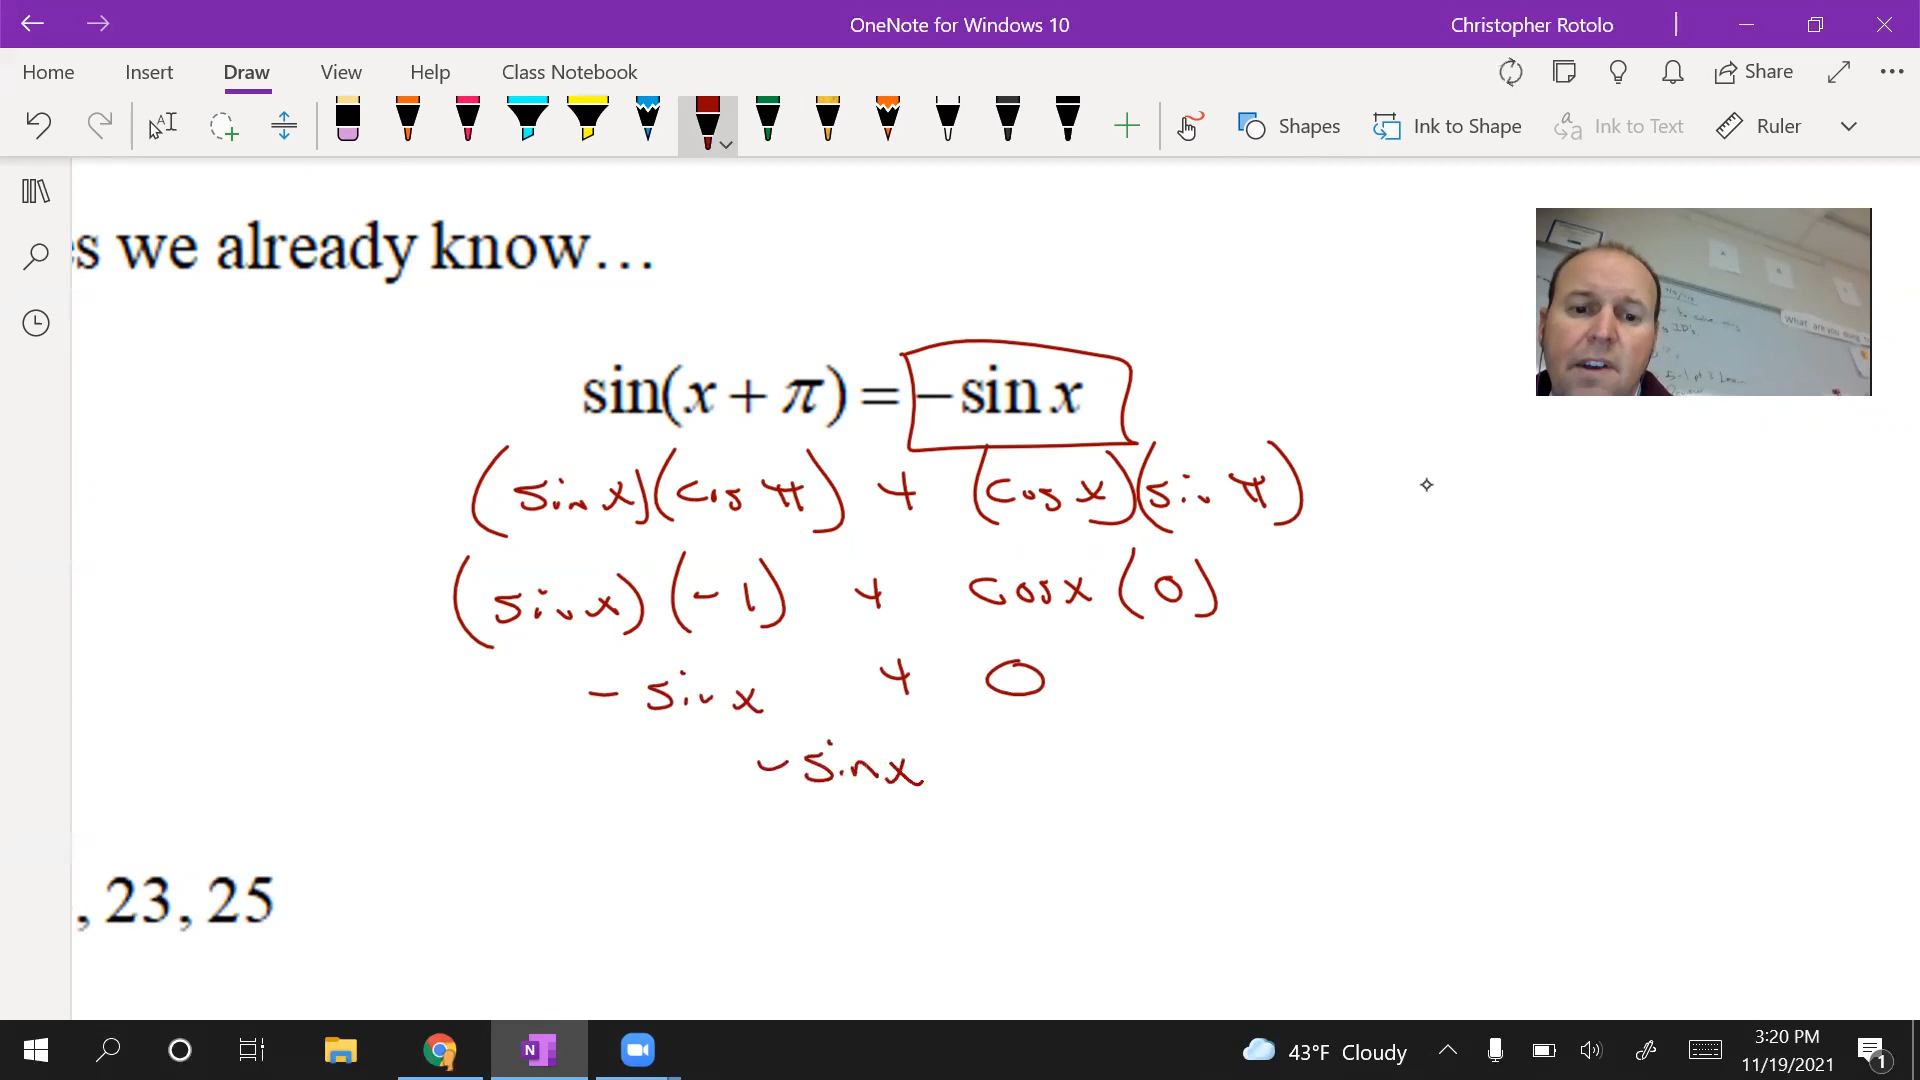 OneNote for Windows 10
Christopher Rotolo
Home Insert Draw View Help Class Notebook
Share
Shapes Ink to Shape Ink to Text Ruler
es we already know…
sin(x + π) = −sin x
(sin x)(cos π) + (cos x)(sin π)
(sin x)(-1) + cos x (0)
- sin x + 0
- sin x
, 23, 25
43°F Cloudy
3:20 PM
11/19/2021
1